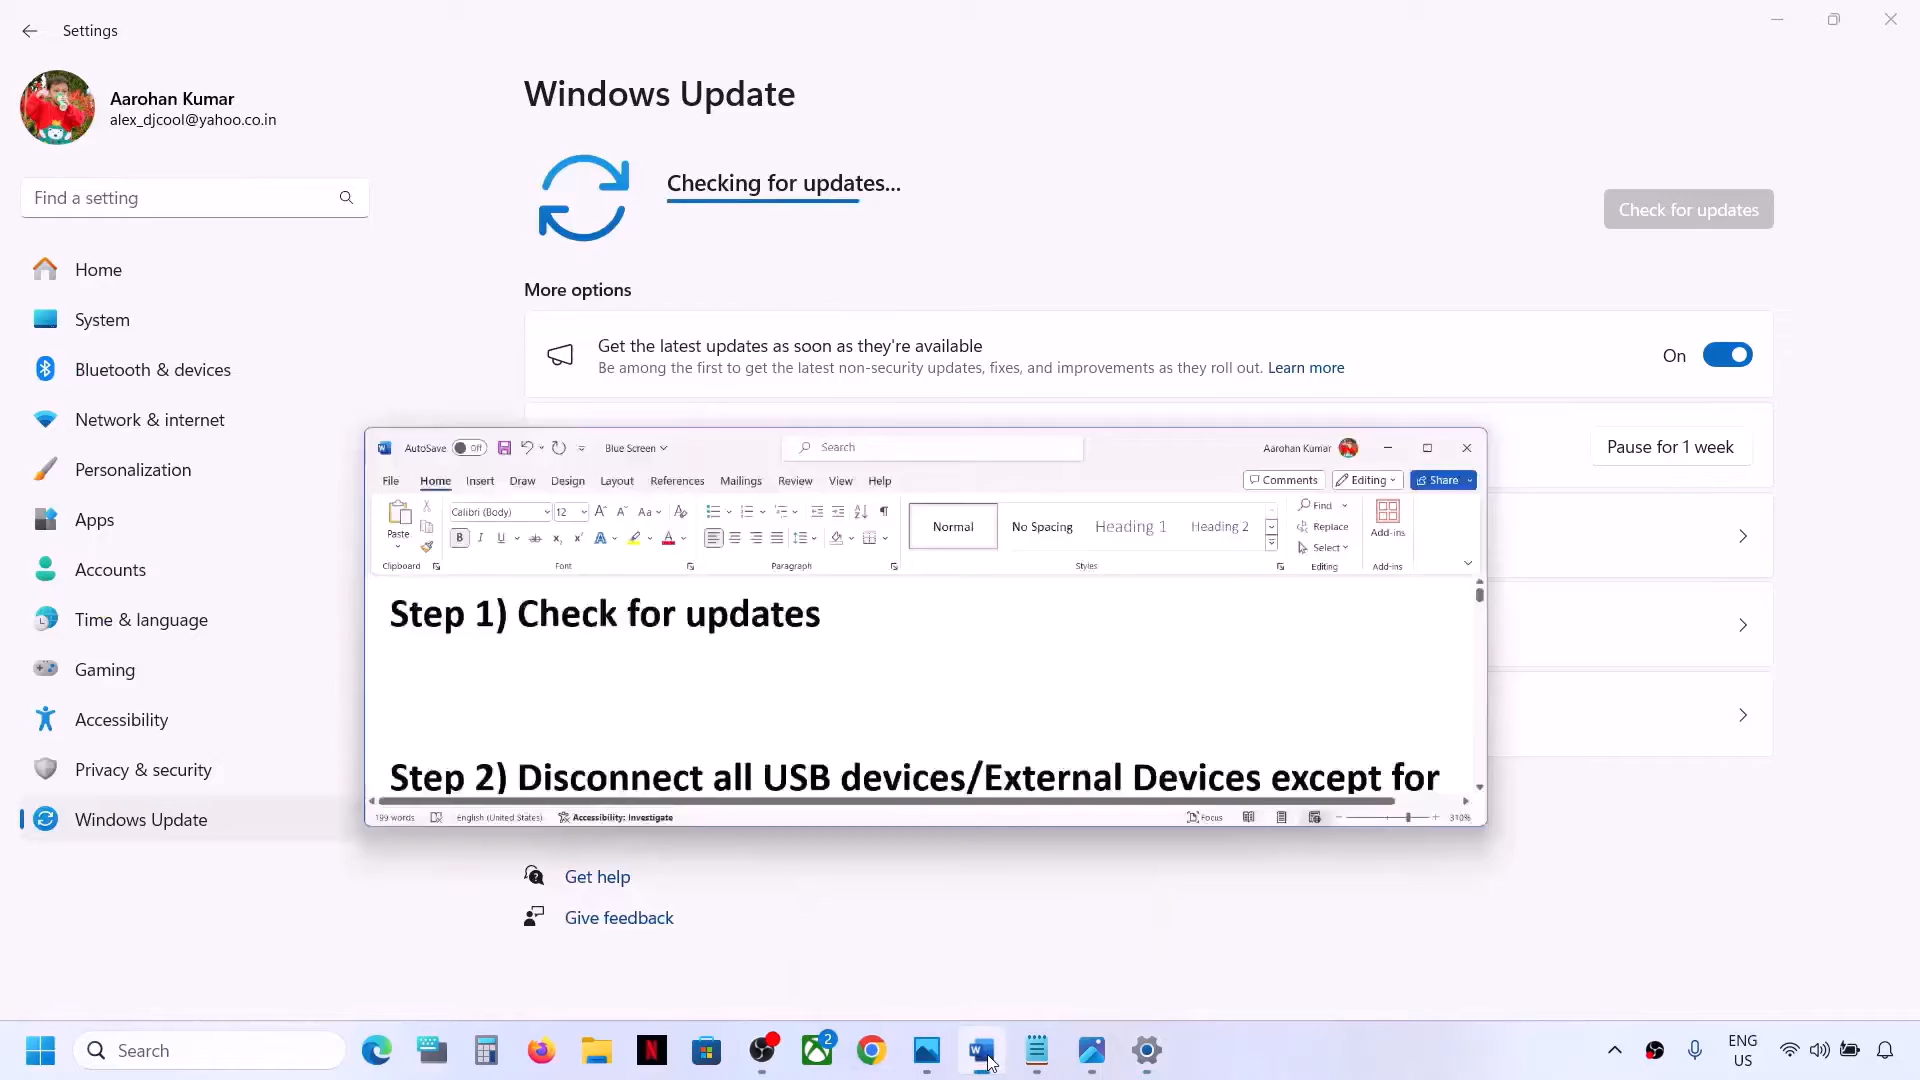 Settings
Aarohan Kumar
alex_djcool@yahoo.co.in
Find a setting
Home
System
Bluetooth & devices
Network & internet
Personalization
Apps
Accounts
Time & language
Gaming
Accessibility
Privacy & security
Windows Update
Windows Update
Checking for updates...
Check for updates
More options
Get the latest updates as soon as they're available
Be among the first to get the latest non-security updates, fixes, and improvements as they roll out. Learn more
On
Pause for 1 week
AutoSave Off Blue Screen Search Aarohan Kumar
File Home Insert Draw Design Layout References Mailings Review View Help Comments Editing Share
Paste Calibri (Body) 12 Aa Normal No Spacing Heading 1 Heading 2 Find Replace Select Add-ins
Clipboard Font Paragraph Styles Editing Add-ins
Step 1) Check for updates
Step 2) Disconnect all USB devices/External Devices except for
199 words English (United States) Accessibility: Investigate Focus 310%
Get help
Give feedback
Search
2
ENG
US